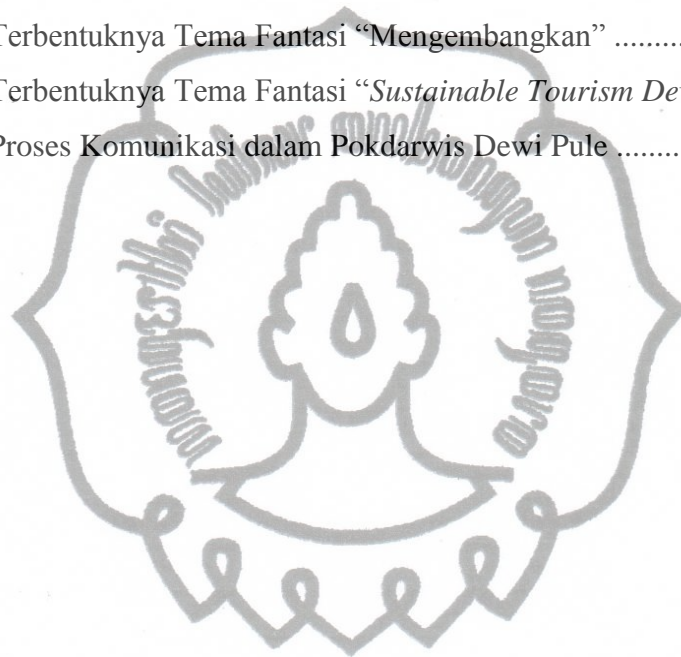 Terbentuknya Tema Fantasi “Mengembangkan” .........
Terbentuknya Tema Fantasi “Sustainable Tourism De
Proses Komunikasi dalam Pokdarwis Dewi Pule ........